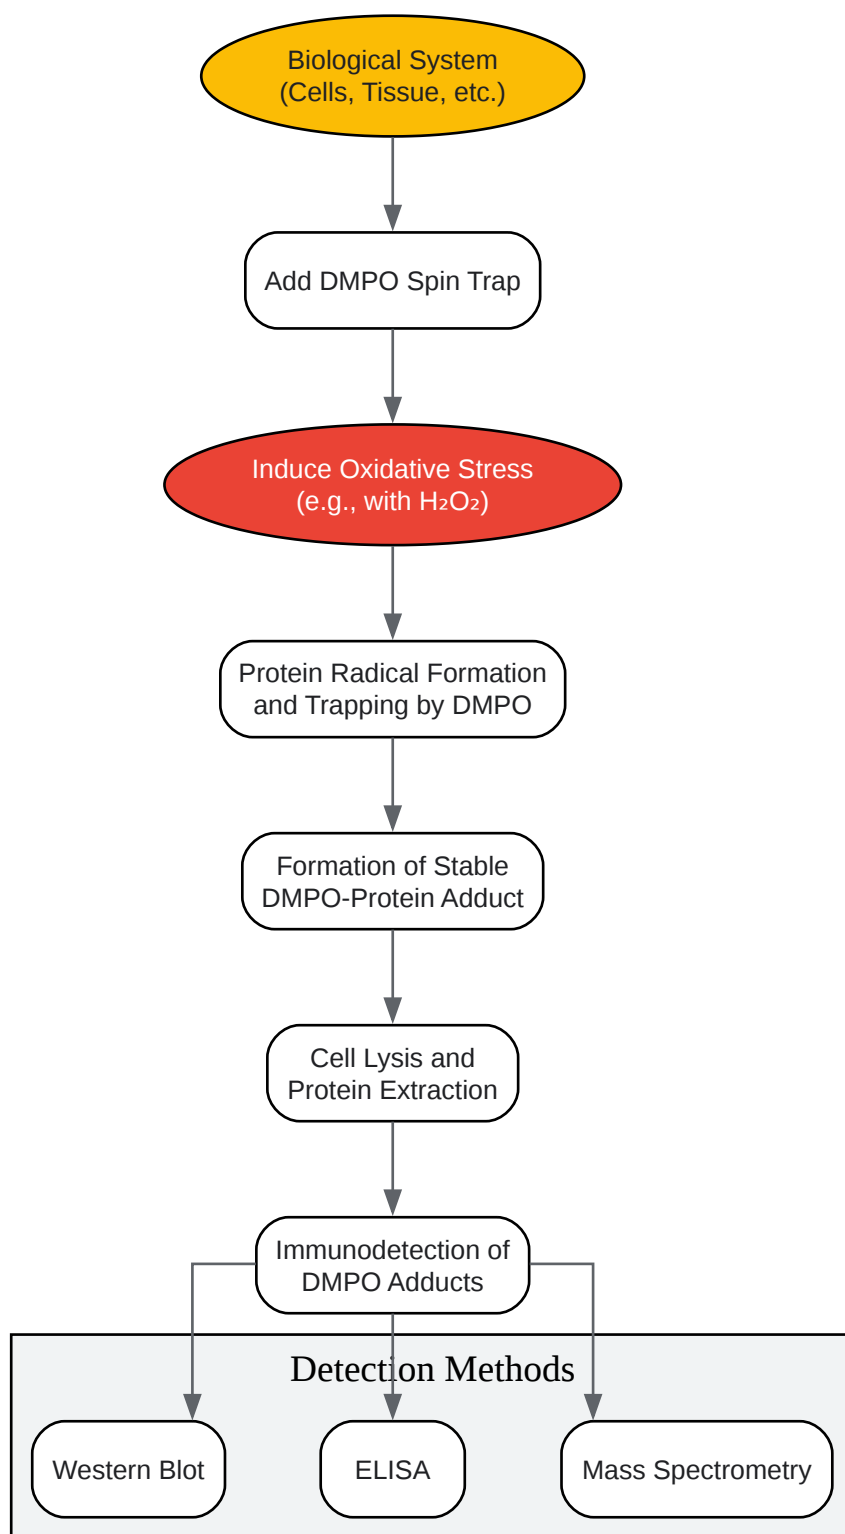 Biological System
(Cells, Tissue, etc.)
Add DMPO Spin Trap
Induce Oxidative Stress
(e.g., with H₂O₂)
Protein Radical Formation
and Trapping by DMPO
Formation of Stable
DMPO-Protein Adduct
Cell Lysis and
Protein Extraction
Immunodetection of
DMPO Adducts
Detection Methods
Western Blot
ELISA
Mass Spectrometry